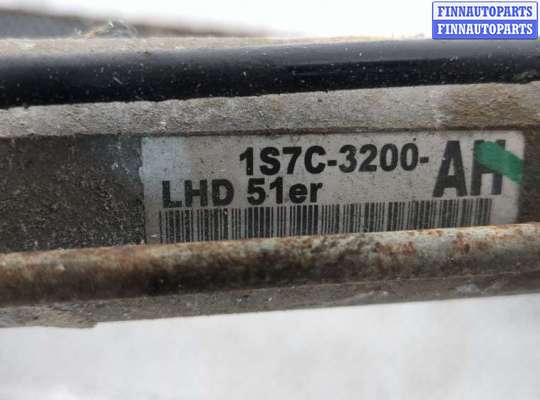 FINNAUTOPARTS
FINNAUTOPARTS
1S7C-3200-AH
LHD 51er